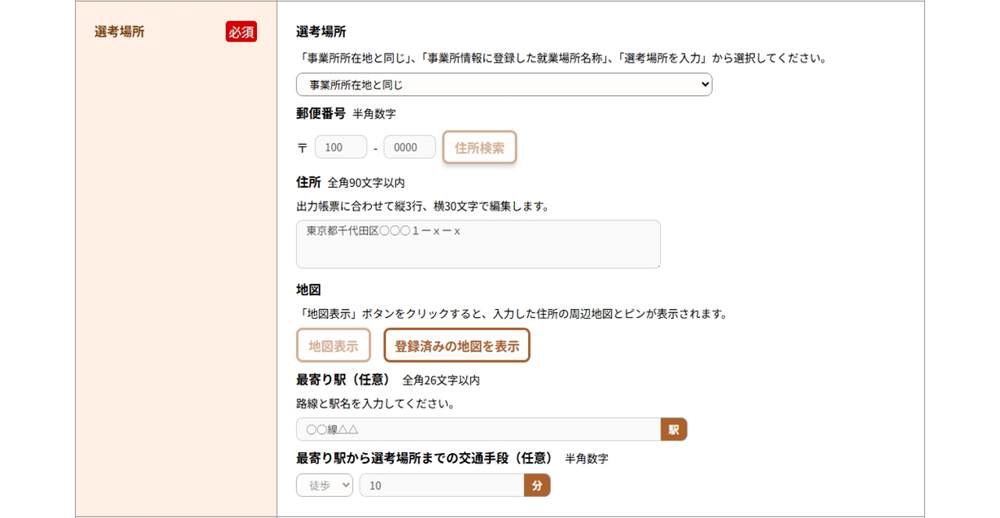 選考場所 必須
選考場所
「事業所所在地と同じ」、「事業所情報に登録した就業場所名称」、「選考場所を入力」から選択してください。
事業所所在地と同じ
郵便番号 半角数字
〒 100 - 0000 住所検索
住所 全角90文字以内
出力帳票に合わせて縦3行、横30文字で編集します。
東京都千代田区○○○１ーｘーｘ
地図
「地図表示」ボタンをクリックすると、入力した住所の周辺地図とピンが表示されます。
地図表示 登録済みの地図を表示
最寄り駅（任意） 全角26文字以内
路線と駅名を入力してください。
○○線△△ 駅
最寄り駅から選考場所までの交通手段（任意） 半角数字
徒歩 10 分